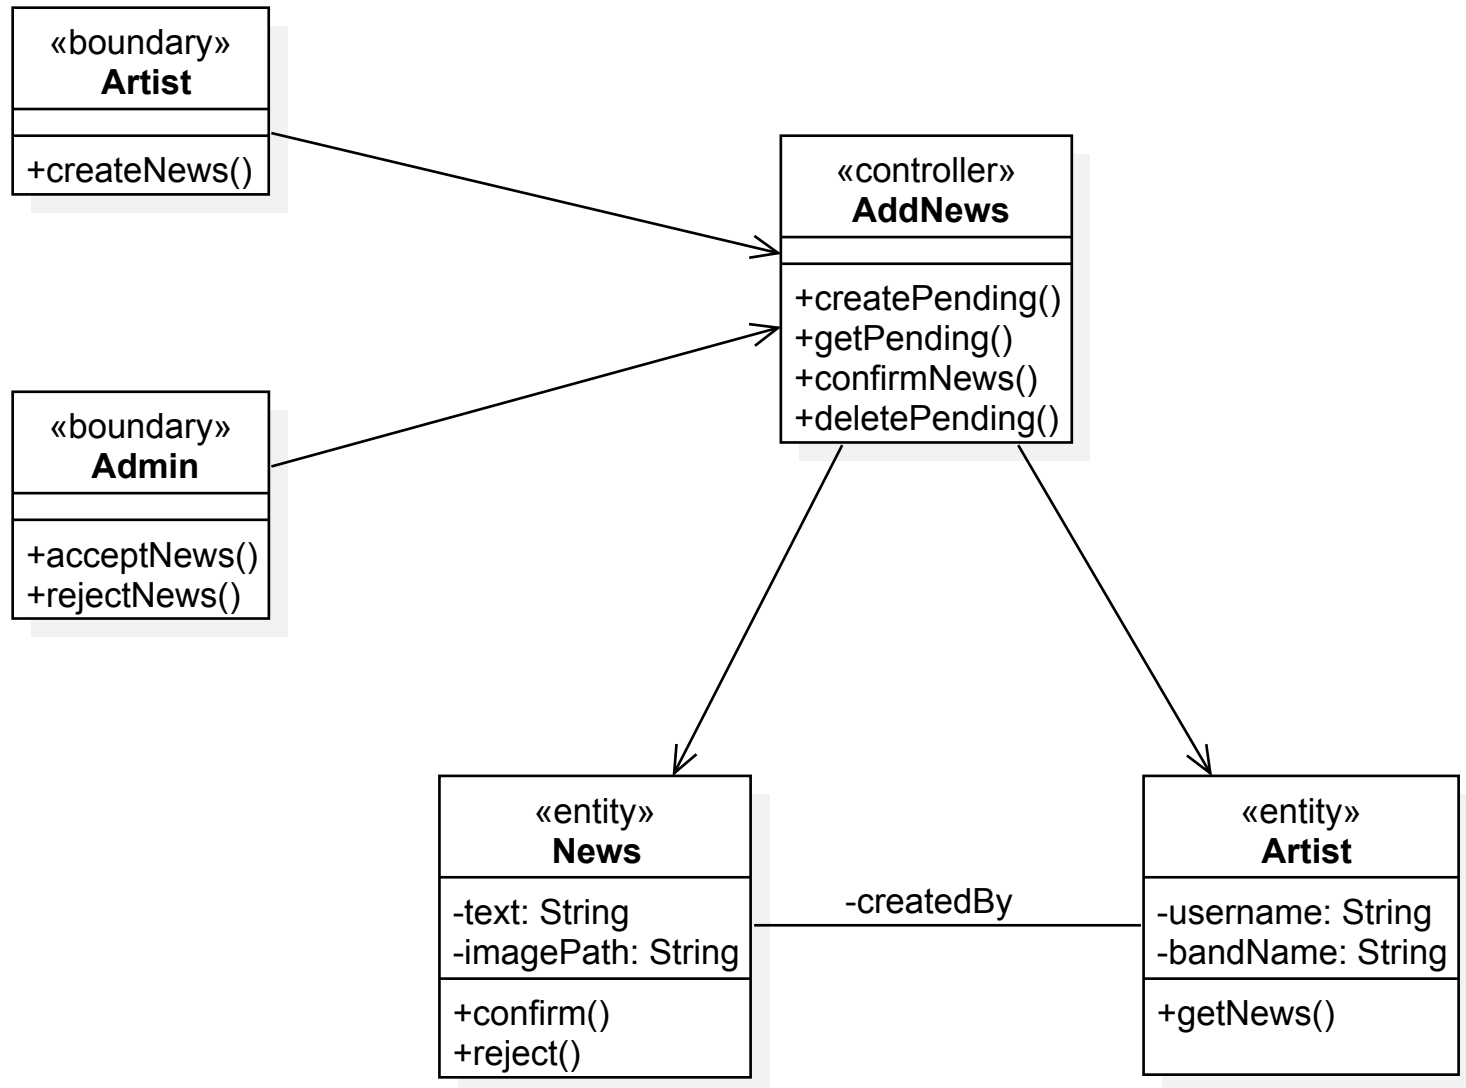 «boundary»
Artist
+createNews()
«controller»
AddNews
+createPending()
+getPending()
+confirmNews()
+deletePending()
«boundary»
Admin
+acceptNews()
+rejectNews()
«entity»
News
-text: String
-imagePath: String
+confirm()
+reject()
-createdBy
«entity»
Artist
-username: String
-bandName: String
+getNews()